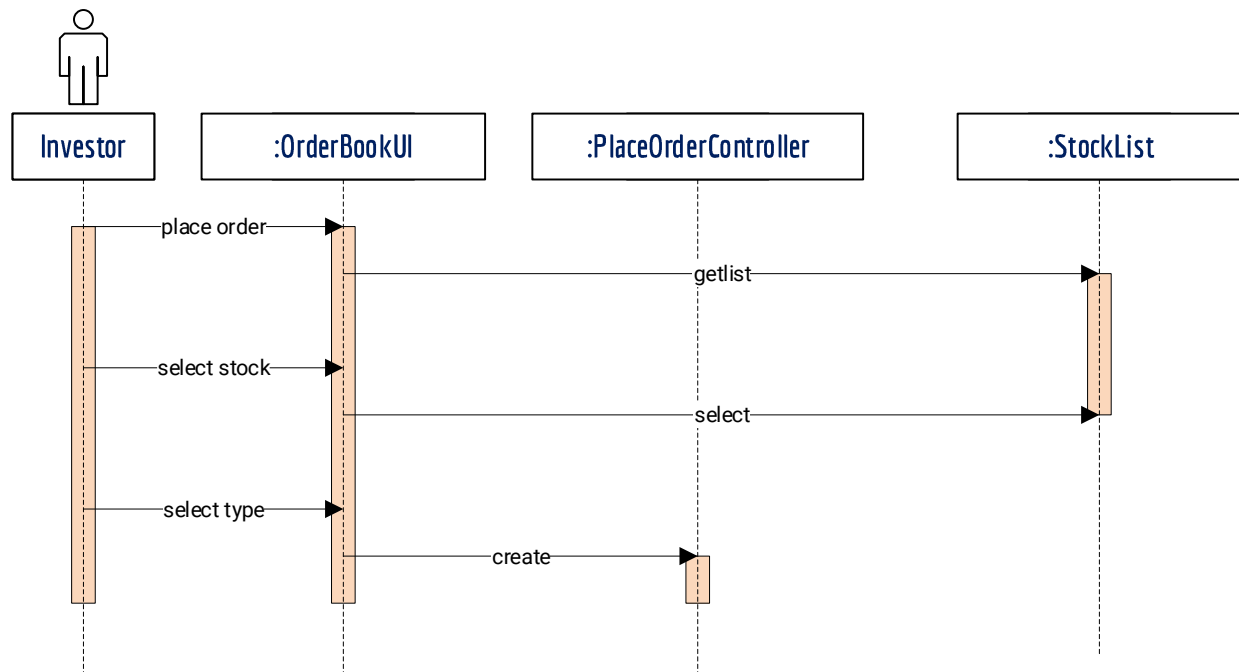 Investor
:OrderBookUI
:PlaceOrderController
:StockList
place order
getlist
select stock
select
select type
create